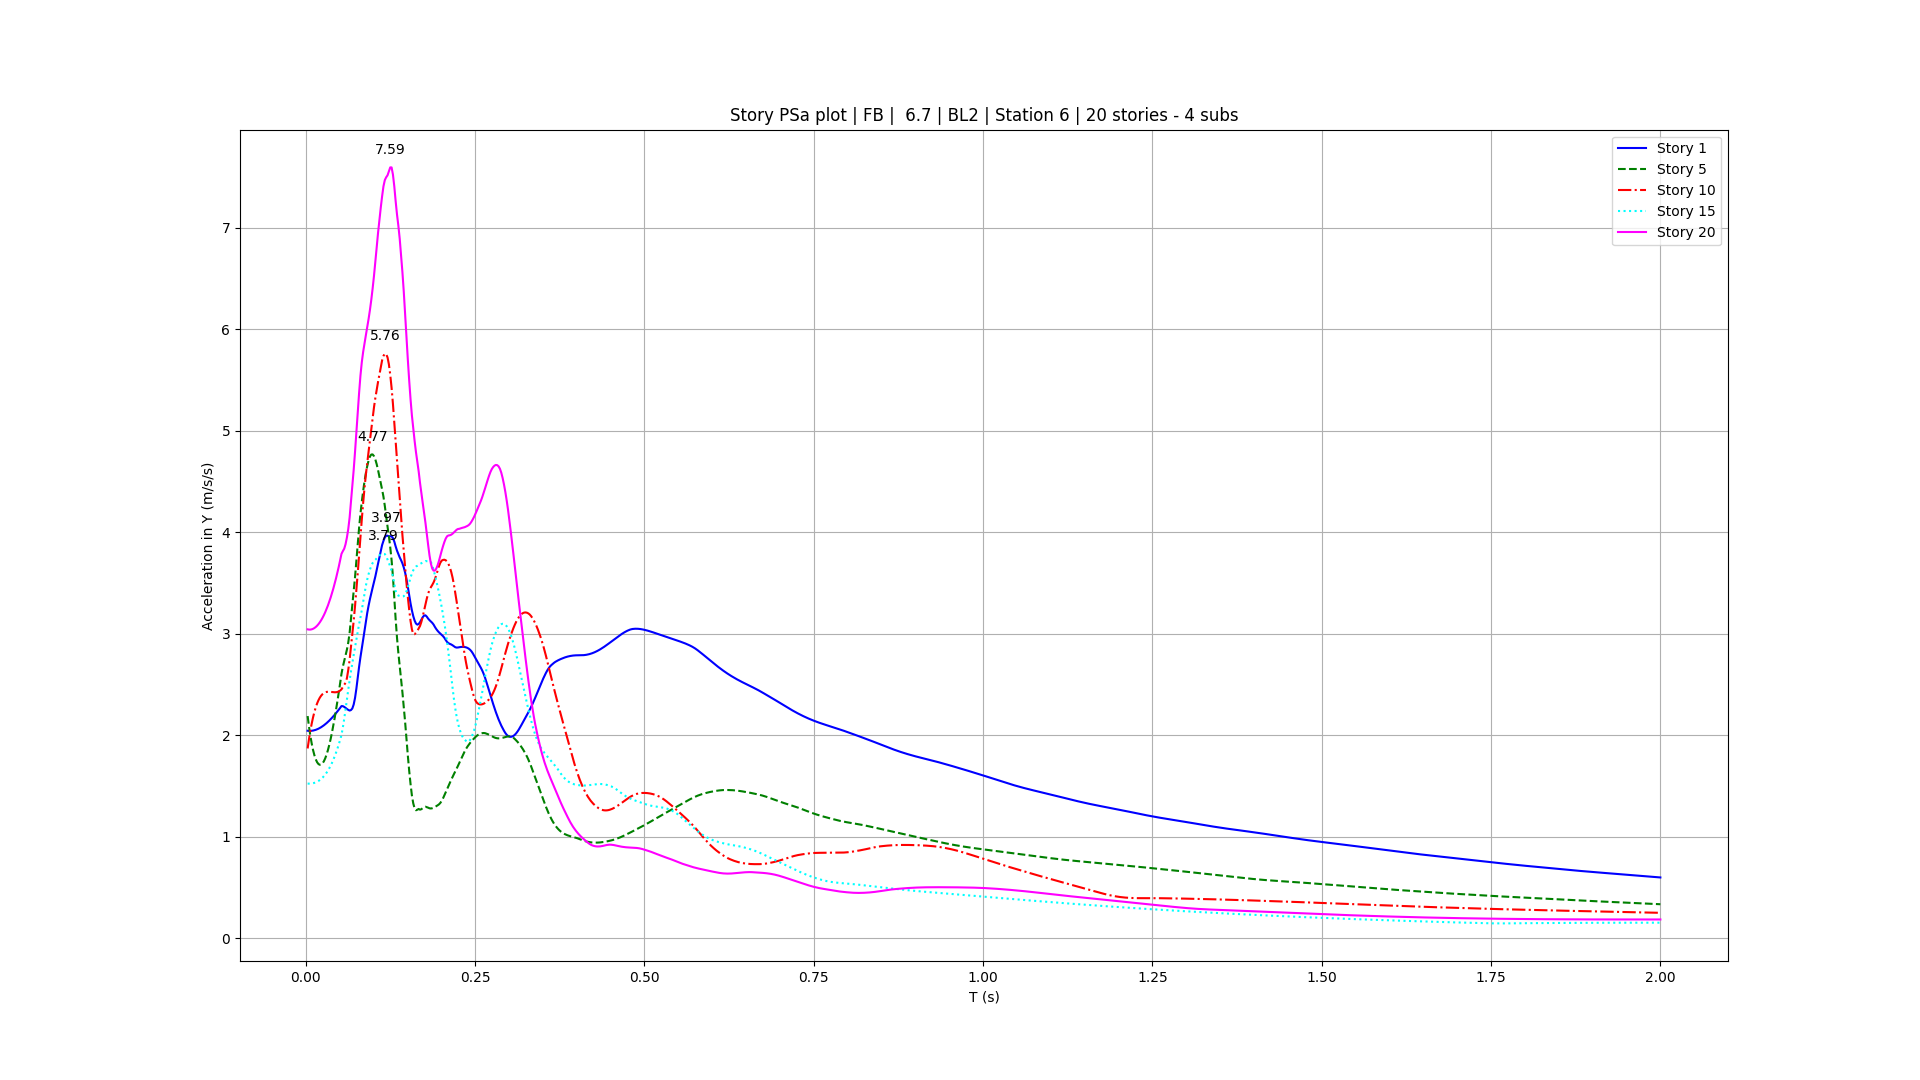 Story PSa plot | FB |  6.7 | BL2 | Station 6 | 20 stories - 4 subs
Story 1
Story 5
Story 10
Story 15
Story 20
7.59
5.76
4.77
3.97
3.79
Acceleration in Y (m/s/s)
7
6
5
4
3
2
1
0
0.00 0.25 0.50 0.75 1.00 1.25 1.50 1.75 2.00
T (s)